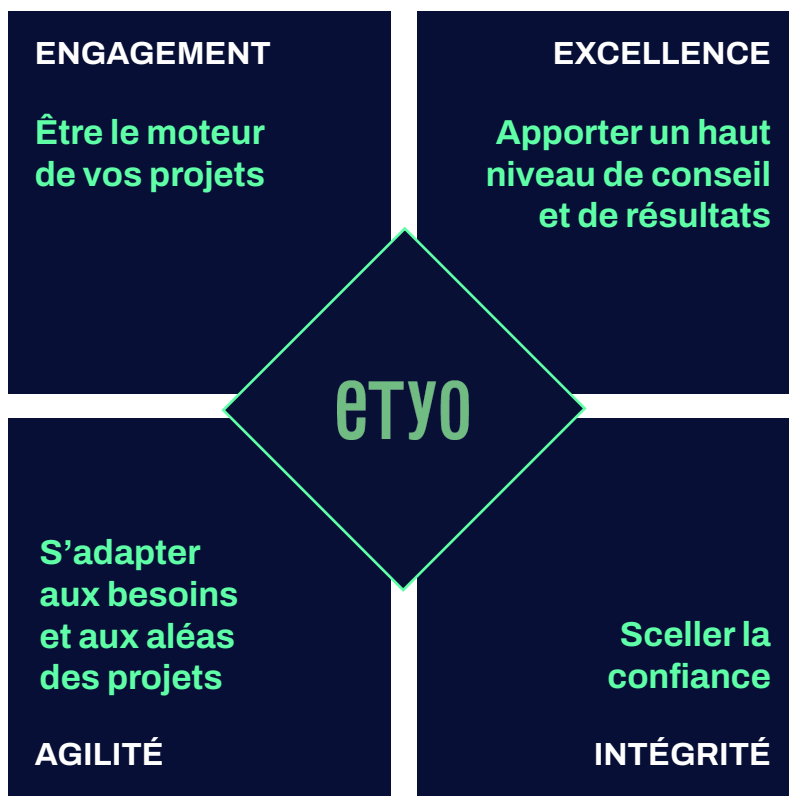 ENGAGEMENT
Être le moteur
de vos projets
EXCELLENCE
Apporter un haut
niveau de conseil
et de résultats
eTyo
S’adapter
aux besoins
et aux aléas
des projets
AGILITÉ
Sceller la
confiance
INTÉGRITÉ